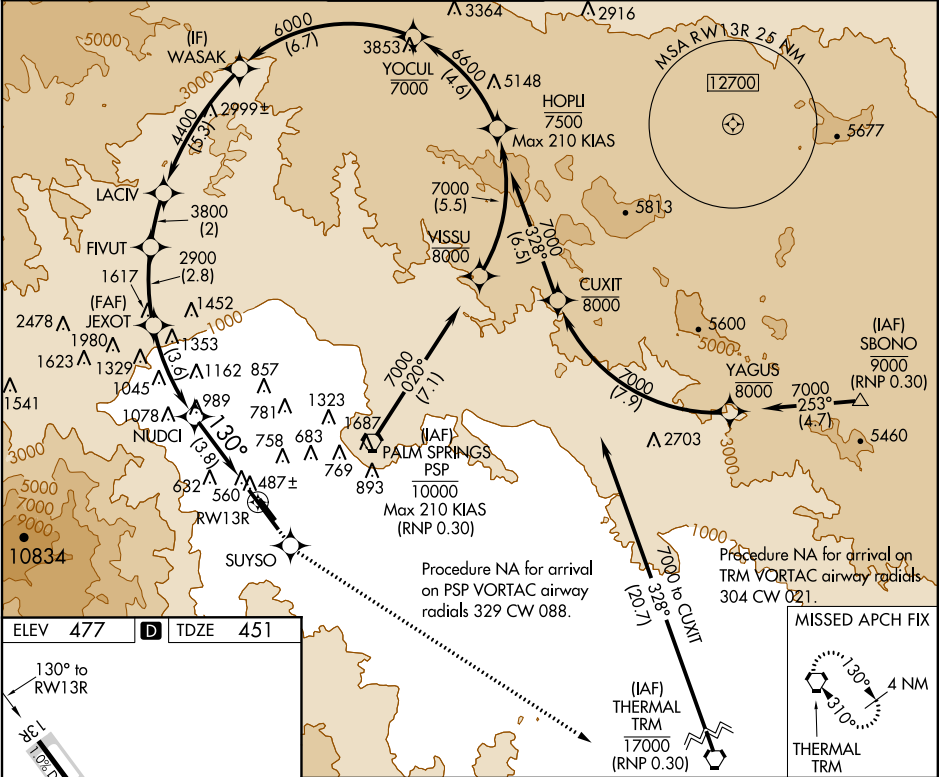 3364
2916
5000
6000
(6.7)
(IF)
WASAK
3853
YOCUL
7000
6600
(4.6)
5148
MSA RW13R 25 NM
12700
5677
3000
2999±
4400
(5.3)
HOPLI
7500
Max 210 KIAS
LACIV
3800
(2)
7000
(5.5)
5813
7000
328°
(6.5)
FIVUT
2900
(2.8)
VISSU
8000
CUXIT
8000
1617
(FAF)
JEXOT
1452
1000
2478
1980
1623
1329
1353
(3.6)
5600
5000
(IAF)
SBONO
9000
(RNP 0.30)
1541
1045
1162
857
7000
020°
(7.1)
7000
(7.9)
YAGUS
8000
7000
253°
(4.7)
1078
989
NUDCI
781
1323
1687
130°
(3.8)
758
683
769
893
(IAF)
PALM SPRINGS
PSP
10000
Max 210 KIAS
(RNP 0.30)
2703
5460
3000
3000
5000
7000
9000
10834
632
560
487±
RW13R
SUYSO
1000
Procedure NA for arrival
on PSP VORTAC airway
radials 329 CW 088.
Procedure NA for arrival on
TRM VORTAC airway radials
304 CW 021.
7000 to CUXIT
328°
(20.7)
(IAF)
THERMAL
TRM
17000
(RNP 0.30)
ELEV 477
D
TDZE 451
130° to
RW13R
13R
1.0% D
MISSED APCH FIX
130°
310°
4 NM
THERMAL
TRM